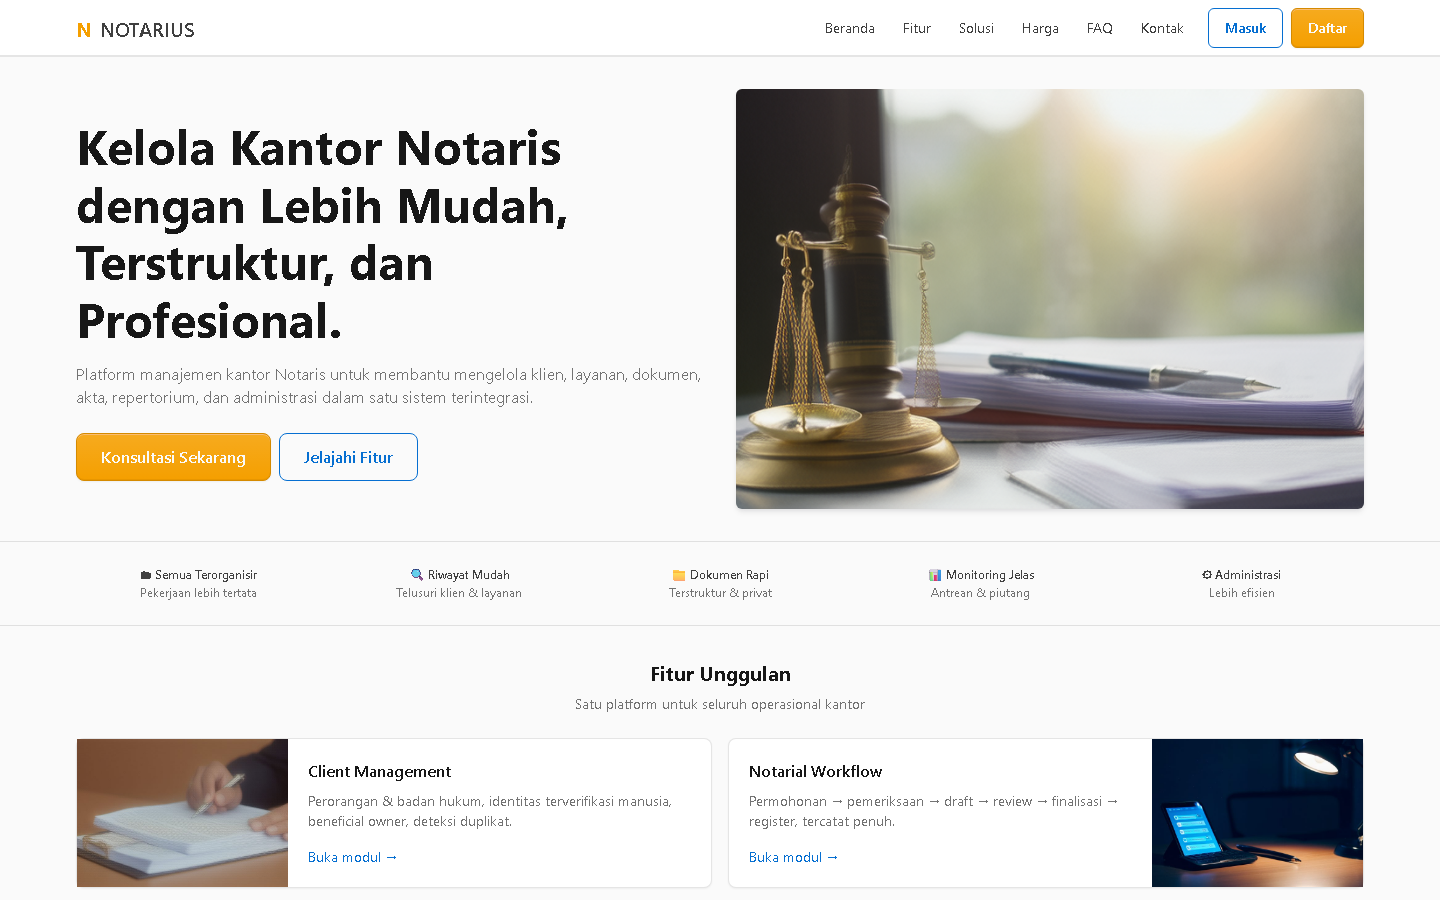 N NOTARIUS
Beranda Fitur Solusi Harga FAQ Kontak Masuk Daftar
Kelola Kantor Notaris
dengan Lebih Mudah,
Terstruktur, dan
Profesional.
Platform manajemen kantor Notaris untuk membantu mengelola klien, layanan, dokumen,
akta, repertorium, dan administrasi dalam satu sistem terintegrasi.
Konsultasi Sekarang Jelajahi Fitur
Semua Terorganisir
Pekerjaan lebih tertata
Riwayat Mudah
Telusuri klien & layanan
Dokumen Rapi
Terstruktur & privat
Monitoring Jelas
Antrean & piutang
Administrasi
Lebih efisien
Fitur Unggulan
Satu platform untuk seluruh operasional kantor
Client Management
Perorangan & badan hukum, identitas terverifikasi manusia,
beneficial owner, deteksi duplikat.
Buka modul →
Notarial Workflow
Permohonan → pemeriksaan → draft → review → finalisasi →
register, tercatat penuh.
Buka modul →